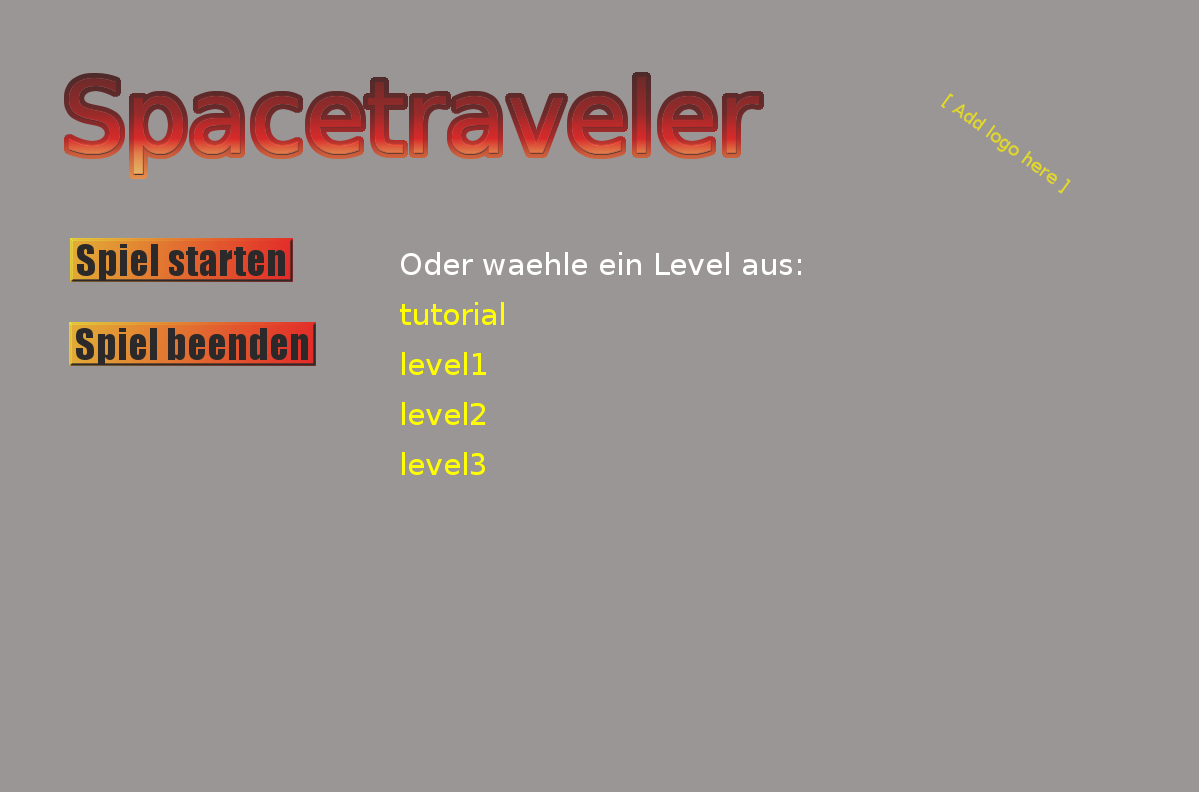 Spacetraveler
[ Add logo here ]
Spiel starten
Spiel beenden
Oder waehle ein Level aus:
tutorial
level1
level2
level3